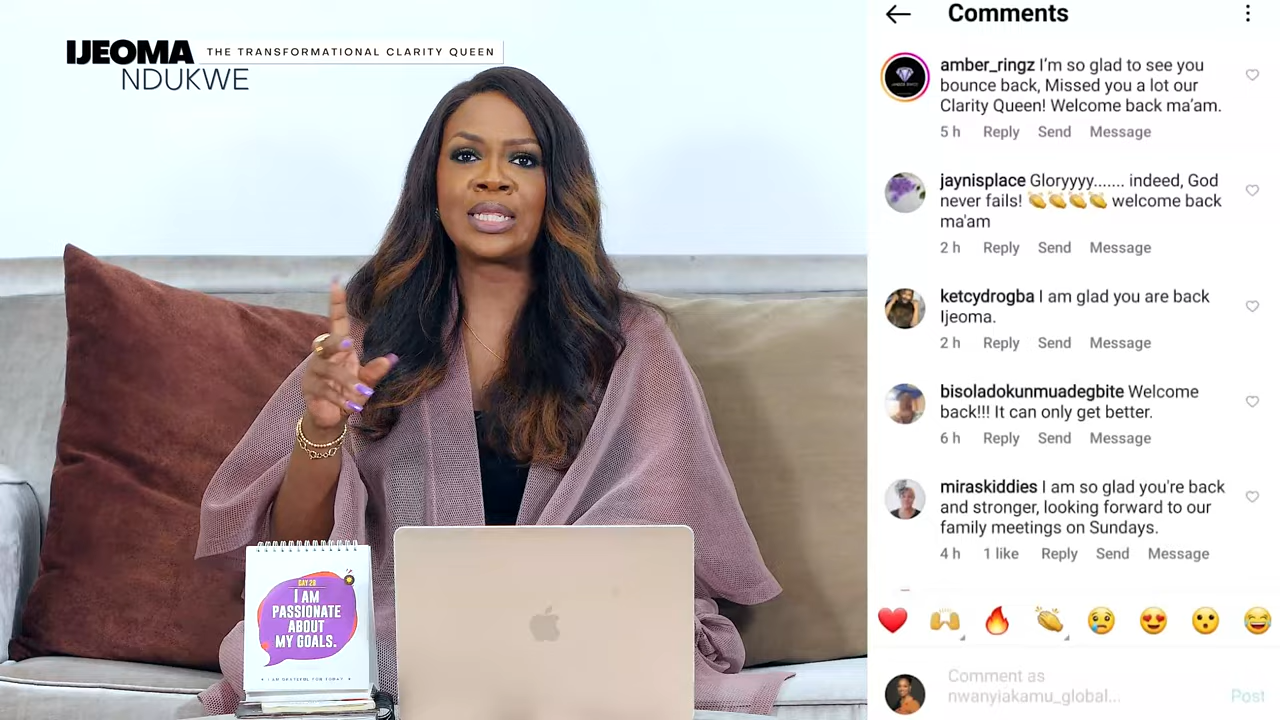 IJEOMA THE TRANSFORMATIONAL CLARITY QUEEN
NDUKWE
DAY 28
I AM
PASSIONATE
ABOUT
MY GOALS.
I AM GRATEFUL FOR TODAY
Comments
amber_ringz I'm so glad to see you
bounce back, Missed you a lot our
Clarity Queen! Welcome back ma'am.
5 h Reply Send Message
jaynisplace Gloryyyy....... indeed, God
never fails! 👏👏👏👏 welcome back
ma'am
2 h Reply Send Message
ketcydrogba I am glad you are back
Ijeoma.
2 h Reply Send Message
bisoladokunmuadegbite Welcome
back!!! It can only get better.
6 h Reply Send Message
miraskiddies I am so glad you're back
and stronger, looking forward to our
family meetings on Sundays.
4 h 1 like Reply Send Message
Comment as
nwanyiakamu_global...
Post